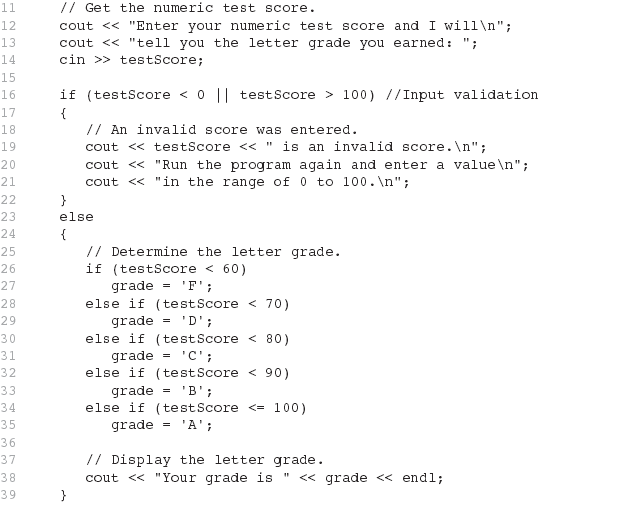 11 // Get the numeric test score.
12 cout << "Enter your numeric test score and I will\n";
13 cout << "tell you the letter grade you earned: ";
14 cin >> testScore;
15
16 if (testScore < 0 || testScore > 100) //Input validation
17 {
18 // An invalid score was entered.
19 cout << testScore << " is an invalid score.\n";
20 cout << "Run the program again and enter a value\n";
21 cout << "in the range of 0 to 100.\n";
22 }
23 else
24 {
25 // Determine the letter grade.
26 if (testScore < 60)
27 grade = 'F';
28 else if (testScore < 70)
29 grade = 'D';
30 else if (testScore < 80)
31 grade = 'C';
32 else if (testScore < 90)
33 grade = 'B';
34 else if (testScore <= 100)
35 grade = 'A';
36
37 // Display the letter grade.
38 cout << "Your grade is " << grade << endl;
39 }